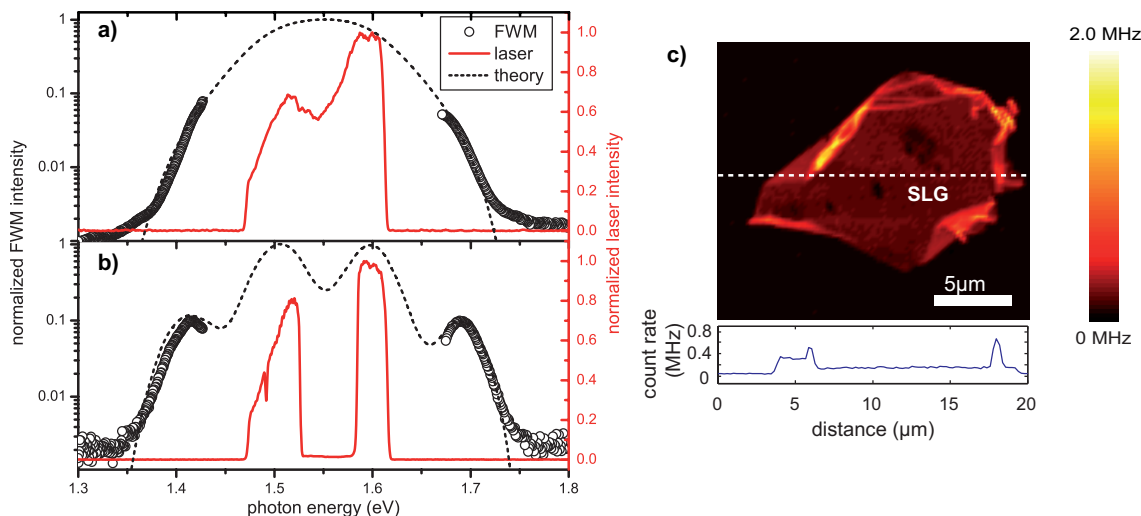 a)
FWM
laser
theory
normalized FWM intensity
1
0.1
0.01
1.0
0.8
0.6
0.4
0.2
0.0
normalized laser intensity
b)
1
0.1
0.01
1.0
0.8
0.6
0.4
0.2
0.0
1.3 1.4 1.5 1.6 1.7 1.8
photon energy (eV)
c)
SLG
5µm
2.0 MHz
0 MHz
count rate
(MHz)
0.8
0.4
0
0 5 10 15 20
distance (µm)